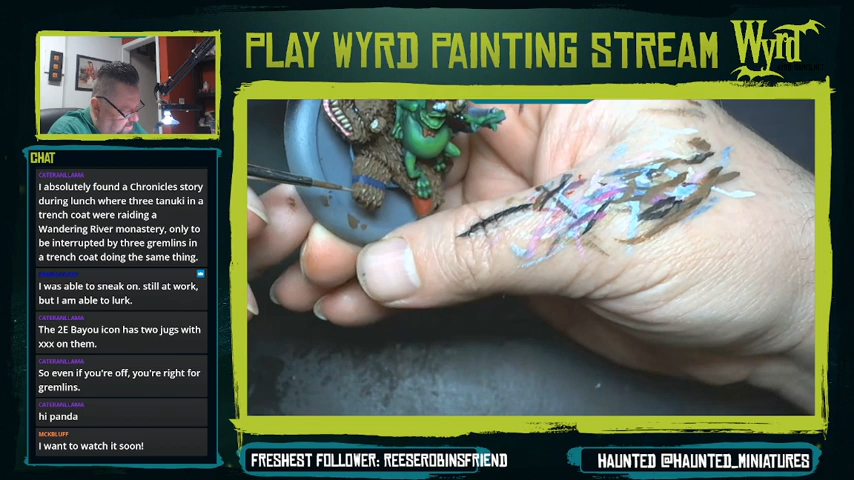 PLAY WYRD PAINTING STREAM
Wyrd
CHAT
CATERANLLAMA
I absolutely found a Chronicles story
during lunch where three tanuki in a
trench coat were raiding a
Wandering River monastery, only to
be interrupted by three gremlins in
a trench coat doing the same thing.
I was able to sneak on. still at work,
but I am able to lurk.
CATERANLLAMA
The 2E Bayou icon has two jugs with
xxx on them.
CATERANLLAMA
So even if you're off, you're right for
gremlins.
CATERANLLAMA
hi panda
MCKBLUFF
I want to watch it soon!
FRESHEST FOLLOWER: REESEROBINSFRIEND
HAUNTED @HAUNTED_MINIATURES